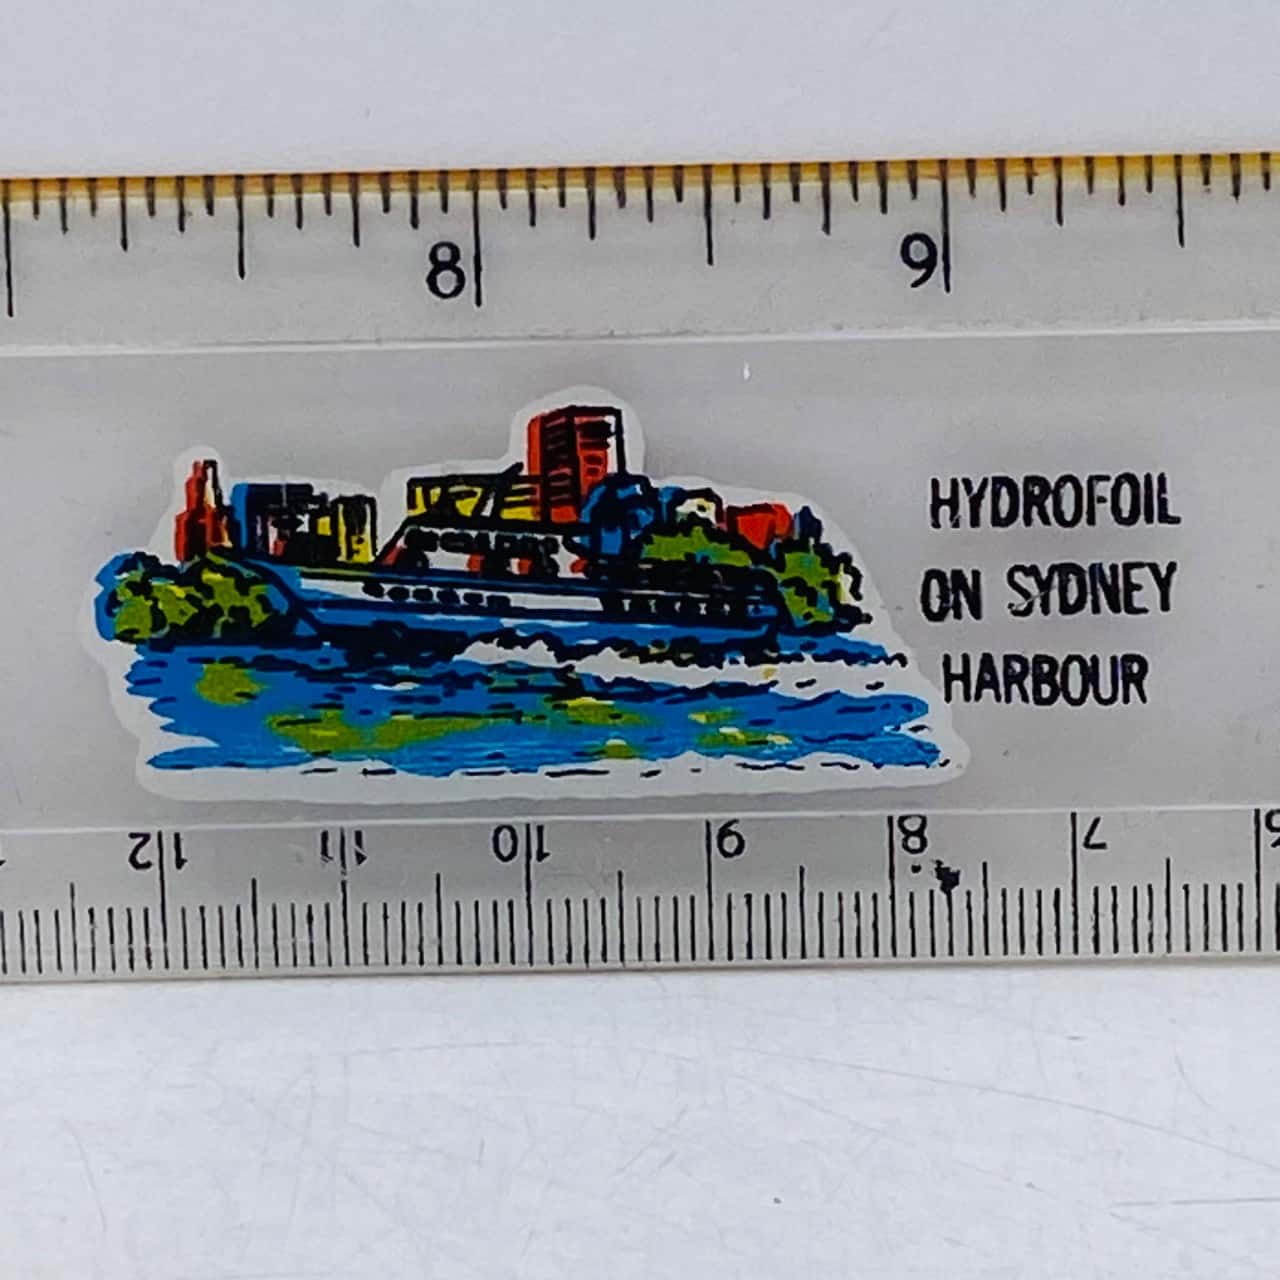 8 9
HYDROFOIL
ON SYDNEY
HARBOUR
12 11 10 9 8 7